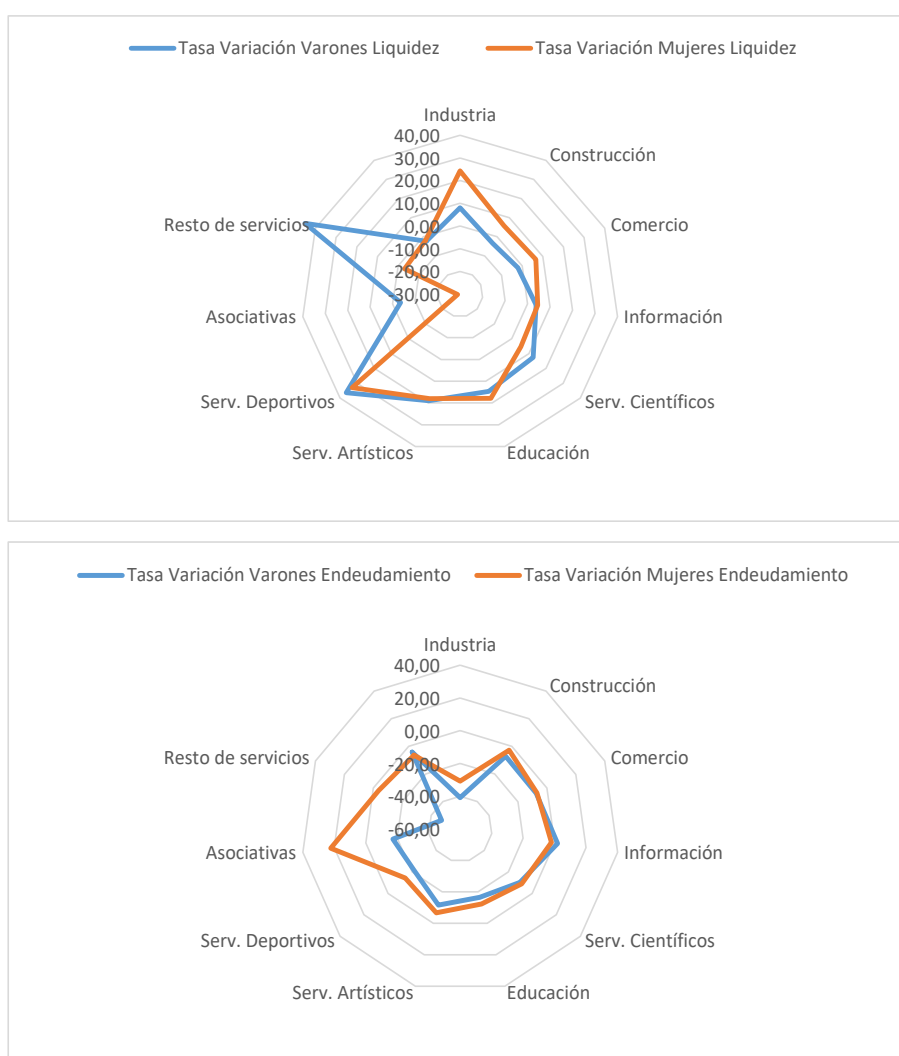 Tasa Variación Varones Liquidez Tasa Variación Mujeres Liquidez
Industria
40,00
30,00
20,00
10,00
0,00
-10,00
-20,00
-30,00
Construcción
Comercio
Información
Serv. Científicos
Educación
Serv. Artísticos
Serv. Deportivos
Asociativas
Resto de servicios
Tasa Variación Varones Endeudamiento Tasa Variación Mujeres Endeudamiento
Industria
40,00
20,00
0,00
-20,00
-40,00
-60,00
Construcción
Comercio
Información
Serv. Científicos
Educación
Serv. Artísticos
Serv. Deportivos
Asociativas
Resto de servicios